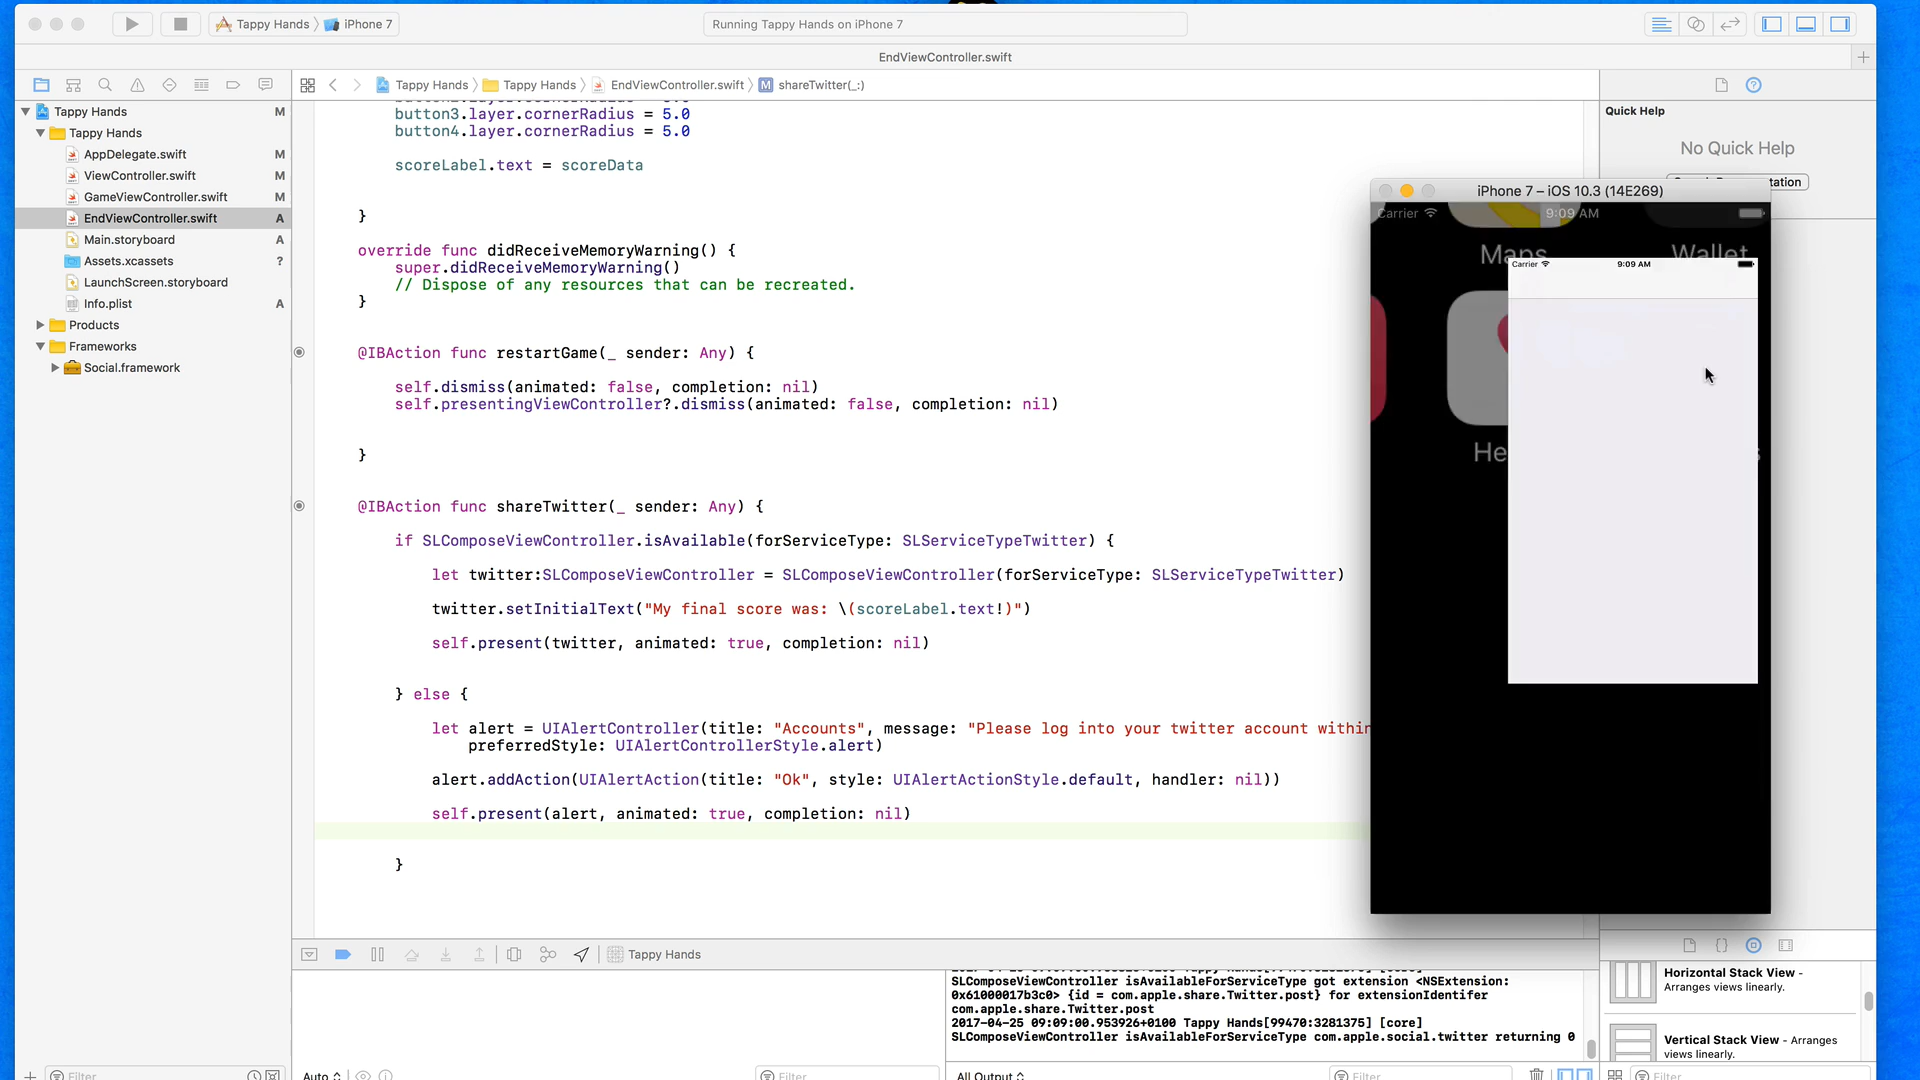 Tappy Hands
iPhone 7
Running Tappy Hands on iPhone 7
EndViewController.swift
Tappy Hands
Tappy Hands
EndViewController.swift
M
shareTwitter(_:)
Tappy Hands M
Tappy Hands
AppDelegate.swift M
ViewController.swift M
GameViewController.swift M
EndViewController.swift A
Main.storyboard A
Assets.xcassets ?
LaunchScreen.storyboard
Info.plist A
Products
Frameworks
Social.framework
button3.layer.cornerRadius = 5.0
button4.layer.cornerRadius = 5.0
scoreLabel.text = scoreData
}
override func didReceiveMemoryWarning() {
super.didReceiveMemoryWarning()
// Dispose of any resources that can be recreated.
}
@IBAction func restartGame(_ sender: Any) {
self.dismiss(animated: false, completion: nil)
self.presentingViewController?.dismiss(animated: false, completion: nil)
}
@IBAction func shareTwitter(_ sender: Any) {
if SLComposeViewController.isAvailable(forServiceType: SLServiceTypeTwitter) {
let twitter:SLComposeViewController = SLComposeViewController(forServiceType: SLServiceTypeTwitter)
twitter.setInitialText("My final score was: \(scoreLabel.text!)")
self.present(twitter, animated: true, completion: nil)
} else {
let alert = UIAlertController(title: "Accounts", message: "Please log into your twitter account within
preferredStyle: UIAlertControllerStyle.alert)
alert.addAction(UIAlertAction(title: "Ok", style: UIAlertActionStyle.default, handler: nil))
self.present(alert, animated: true, completion: nil)
}
Quick Help
No Quick Help
iPhone 7 – iOS 10.3 (14E269)
Carrier 9:09 AM
Maps
Wallet
Carrier 9:09 AM
He
Tappy Hands
SLComposeViewController isAvailableForServiceType got extension <NSExtension:
0x61000017b3c0> {id = com.apple.share.Twitter.post} for extensionIdentifer
com.apple.share.Twitter.post
2017-04-25 09:09:00.953926+0100 Tappy Hands[99470:3281375] [core]
SLComposeViewController isAvailableForServiceType com.apple.social.twitter returning 0
Horizontal Stack View -
Arranges views linearly.
Vertical Stack View - Arranges
views linearly.
Filter
Auto
Filter
All Output
Filter
Filter